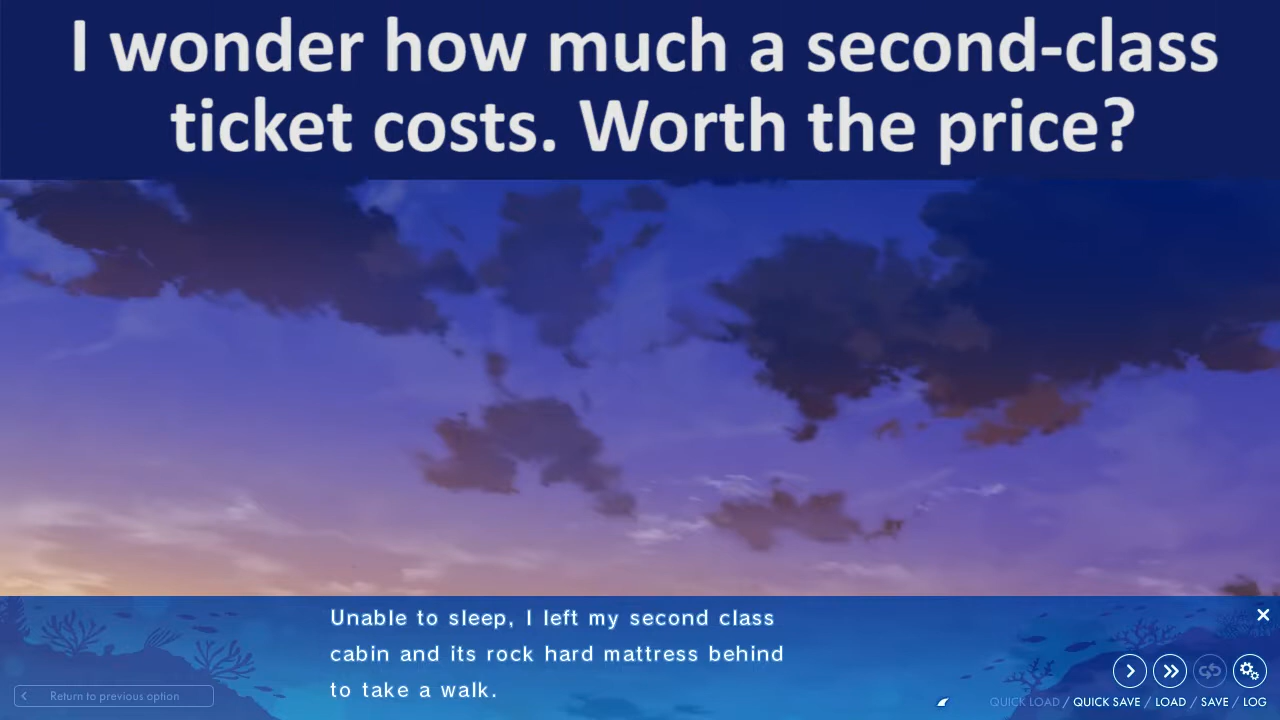 I wonder how much a second-class
ticket costs. Worth the price?
Unable to sleep, I left my second class
cabin and its rock hard mattress behind
to take a walk.
Return to previous option
QUICK LOAD / QUICK SAVE / LOAD / SAVE / LOG